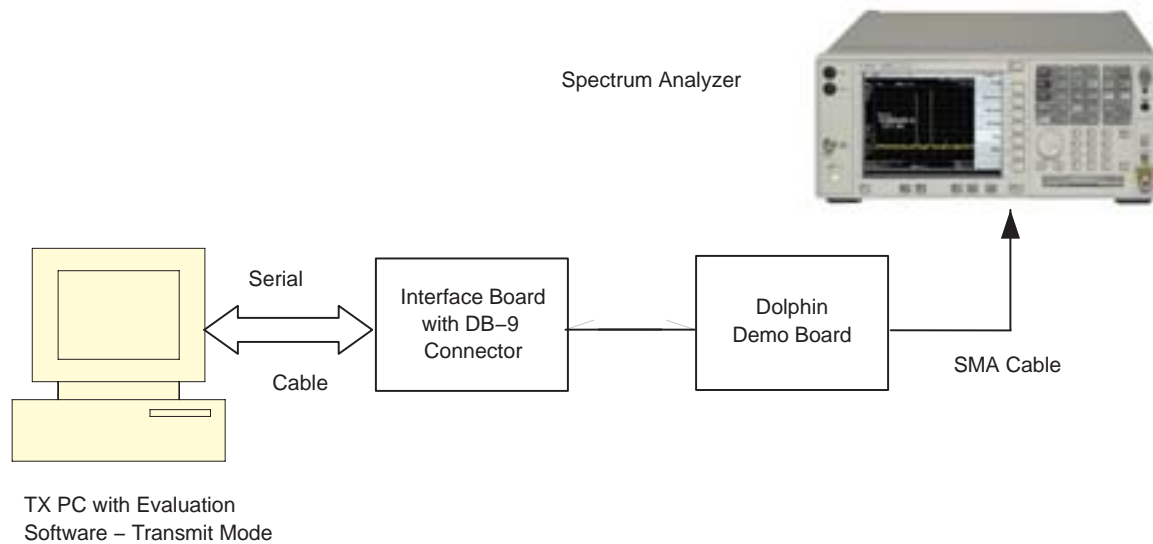 Spectrum Analyzer
Serial
Cable
Interface Board
with DB−9
Connector
Dolphin
Demo Board
SMA Cable
TX PC with Evaluation
Software − Transmit Mode